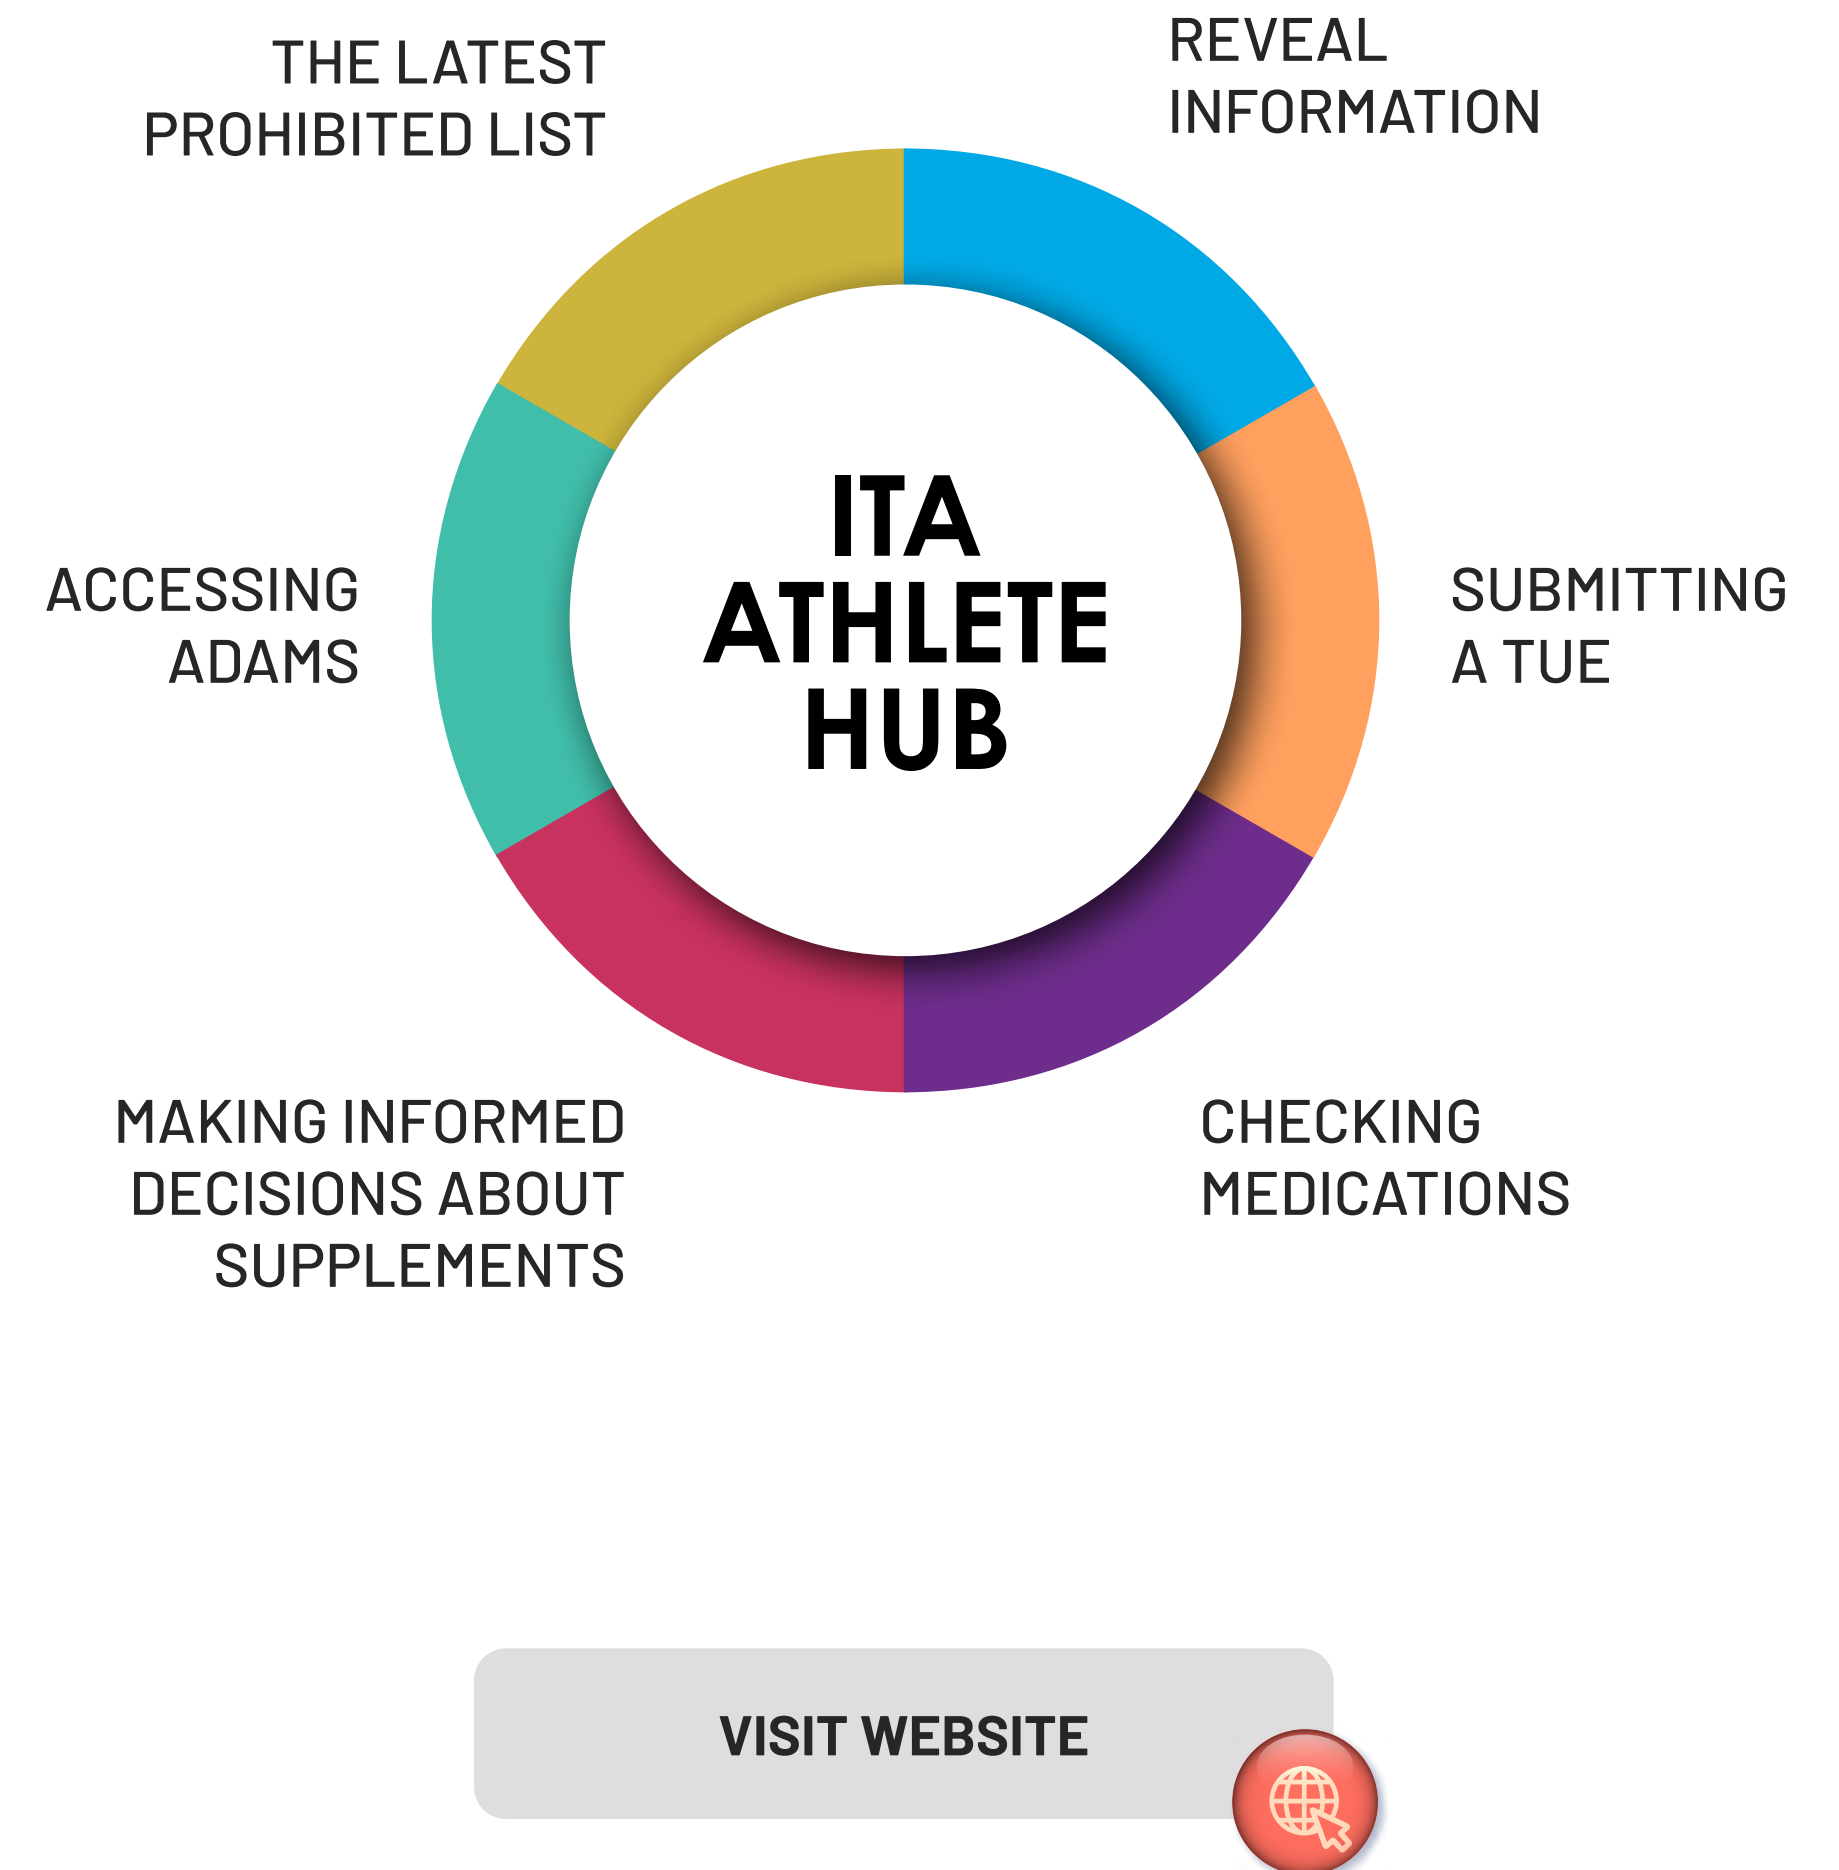 THE LATEST
PROHIBITED LIST
REVEAL
INFORMATION
ITA
ATHLETE
HUB
ACCESSING
ADAMS
SUBMITTING
A TUE
MAKING INFORMED
DECISIONS ABOUT
SUPPLEMENTS
CHECKING
MEDICATIONS
VISIT WEBSITE